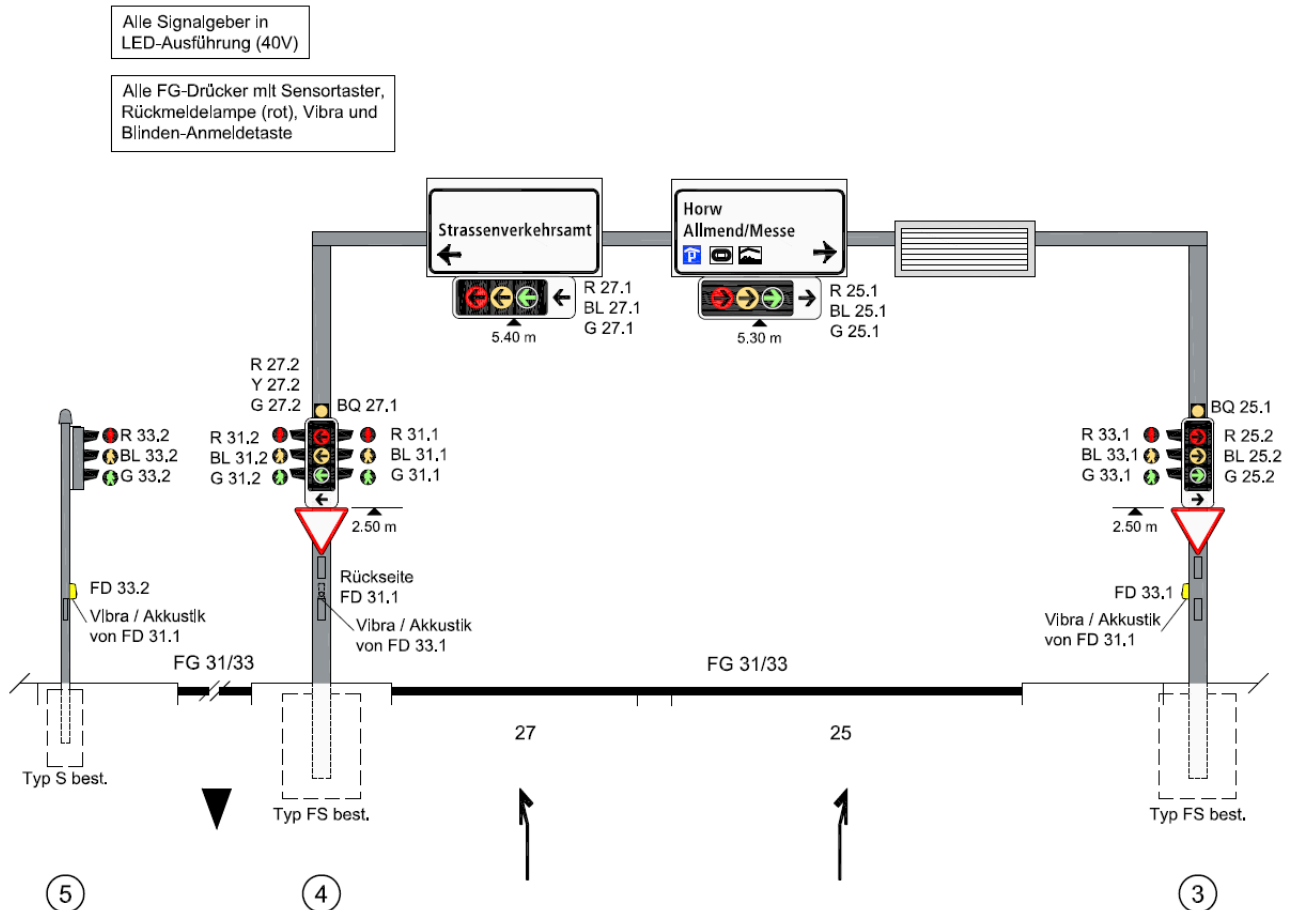 Alle Signalgeber in
LED-Ausführung (40V)
Alle FG-Drücker mit Sensortaster,
Rückmeldelampe (rot), Vibra und
Blinden-Anmeldetaste
Strassenverkehrsamt
Horw
Allmend/Messe
P
R 27.1
BL 27.1
G 27.1
5.40 m
R 25.1
BL 25.1
G 25.1
5.30 m
R 27.2
Y 27.2
G 27.2
BQ 27.1
BQ 25.1
R 33.2
BL 33.2
G 33.2
R 31.2
BL 31.2
G 31.2
R 31.1
BL 31.1
G 31.1
R 33.1
BL 33.1
G 33.1
R 25.2
BL 25.2
G 25.2
2.50 m
2.50 m
FD 33.2
Vibra / Akkustik
von FD 31.1
Rückseite
FD 31.1
Vibra / Akkustik
von FD 33.1
FD 33.1
Vibra / Akkustik
von FD 31.1
FG 31/33
FG 31/33
27
25
Typ S best.
Typ FS best.
Typ FS best.
5
4
3